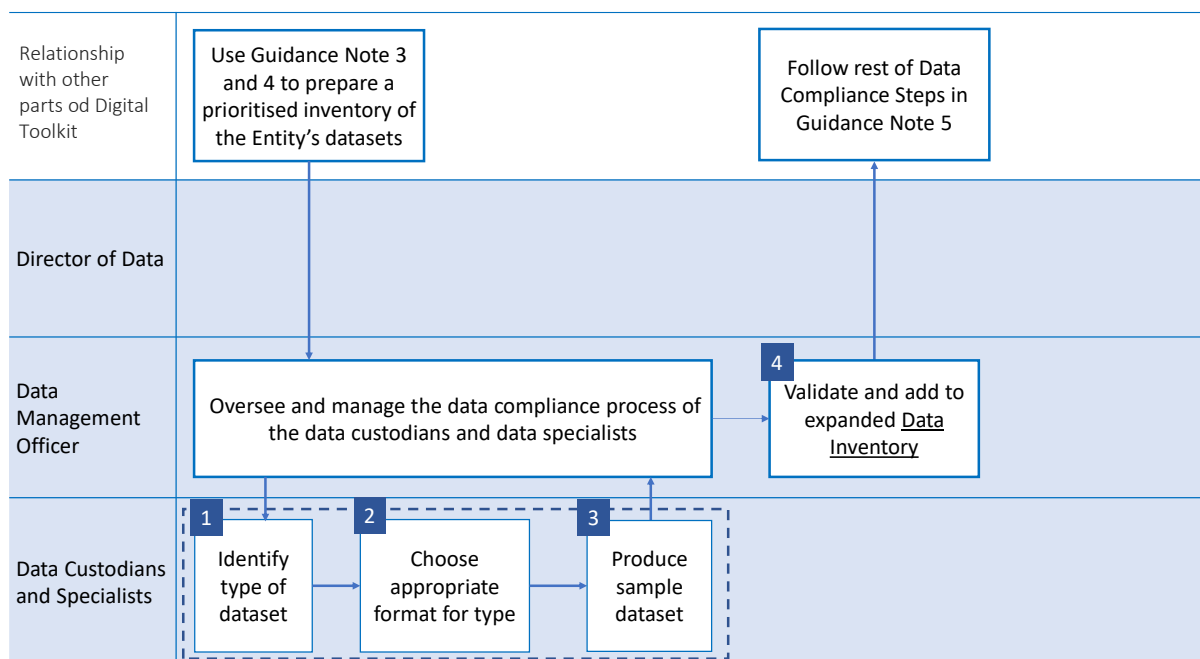 Relationship
with other
parts od Digital
Toolkit
Use Guidance Note 3
and 4 to prepare a
prioritised inventory of
the Entity's datasets
Follow rest of Data
Compliance Steps in
Guidance Note 5
Director of Data
Data
Management
Officer
Oversee and manage the data compliance process of
the data custodians and data specialists
4
Validate and add to
expanded Data
Inventory
Data Custodians
and Specialists
1
Identify
type of
dataset
2
Choose
appropriate
format for type
3
Produce
sample
dataset